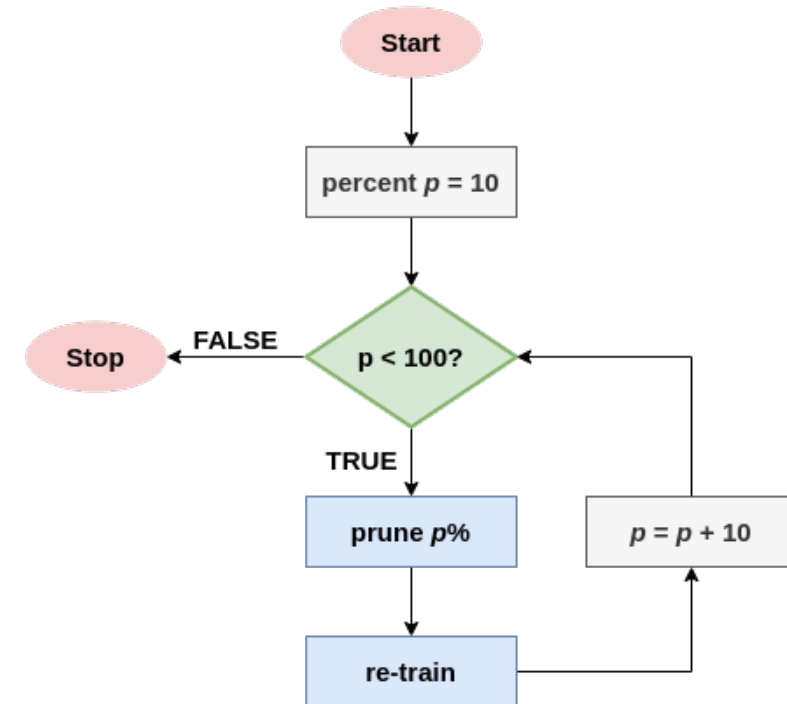 Start
percent p = 10
p < 100?
FALSE
Stop
TRUE
prune p%
p = p + 10
re-train